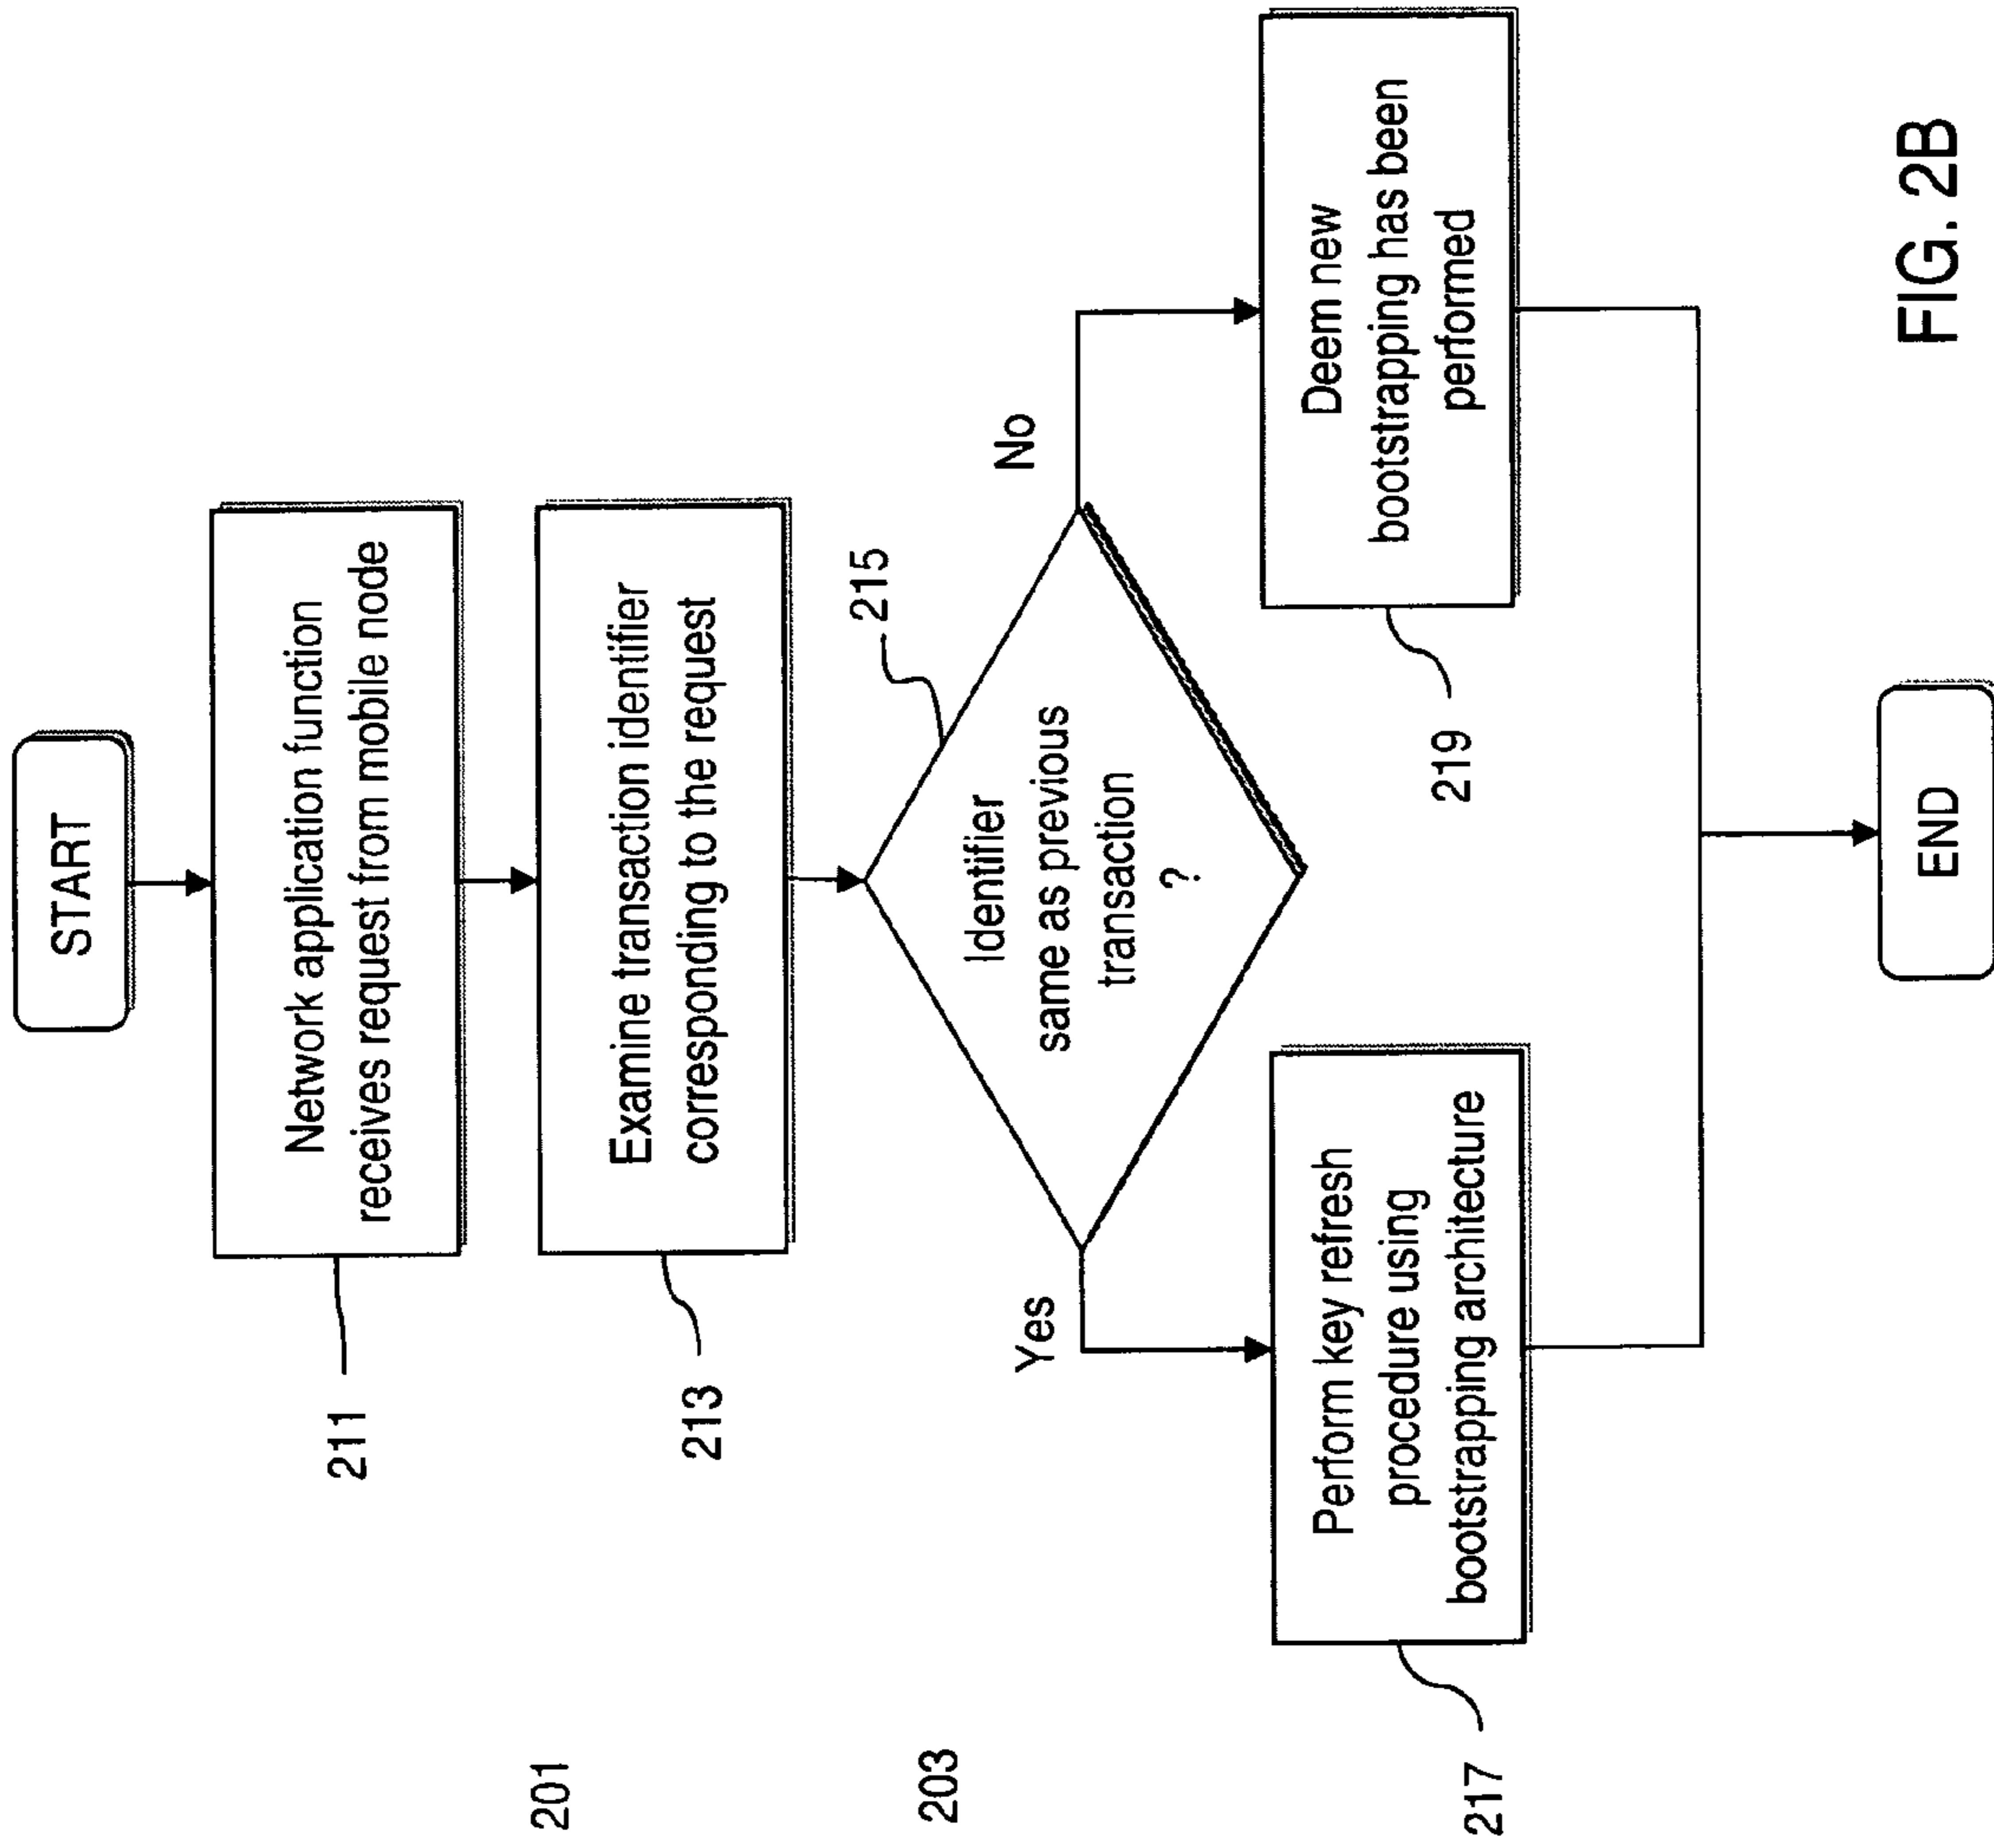 START
Network application function
receives request from mobile node
211
Examine transaction identifier
corresponding to the request
213
201
215
Identifier
same as previous
transaction
?
Yes
No
203
Perform key refresh
procedure using
bootstrapping architecture
217
Deem new
bootstrapping has been
performed
219
END
FIG. 2B